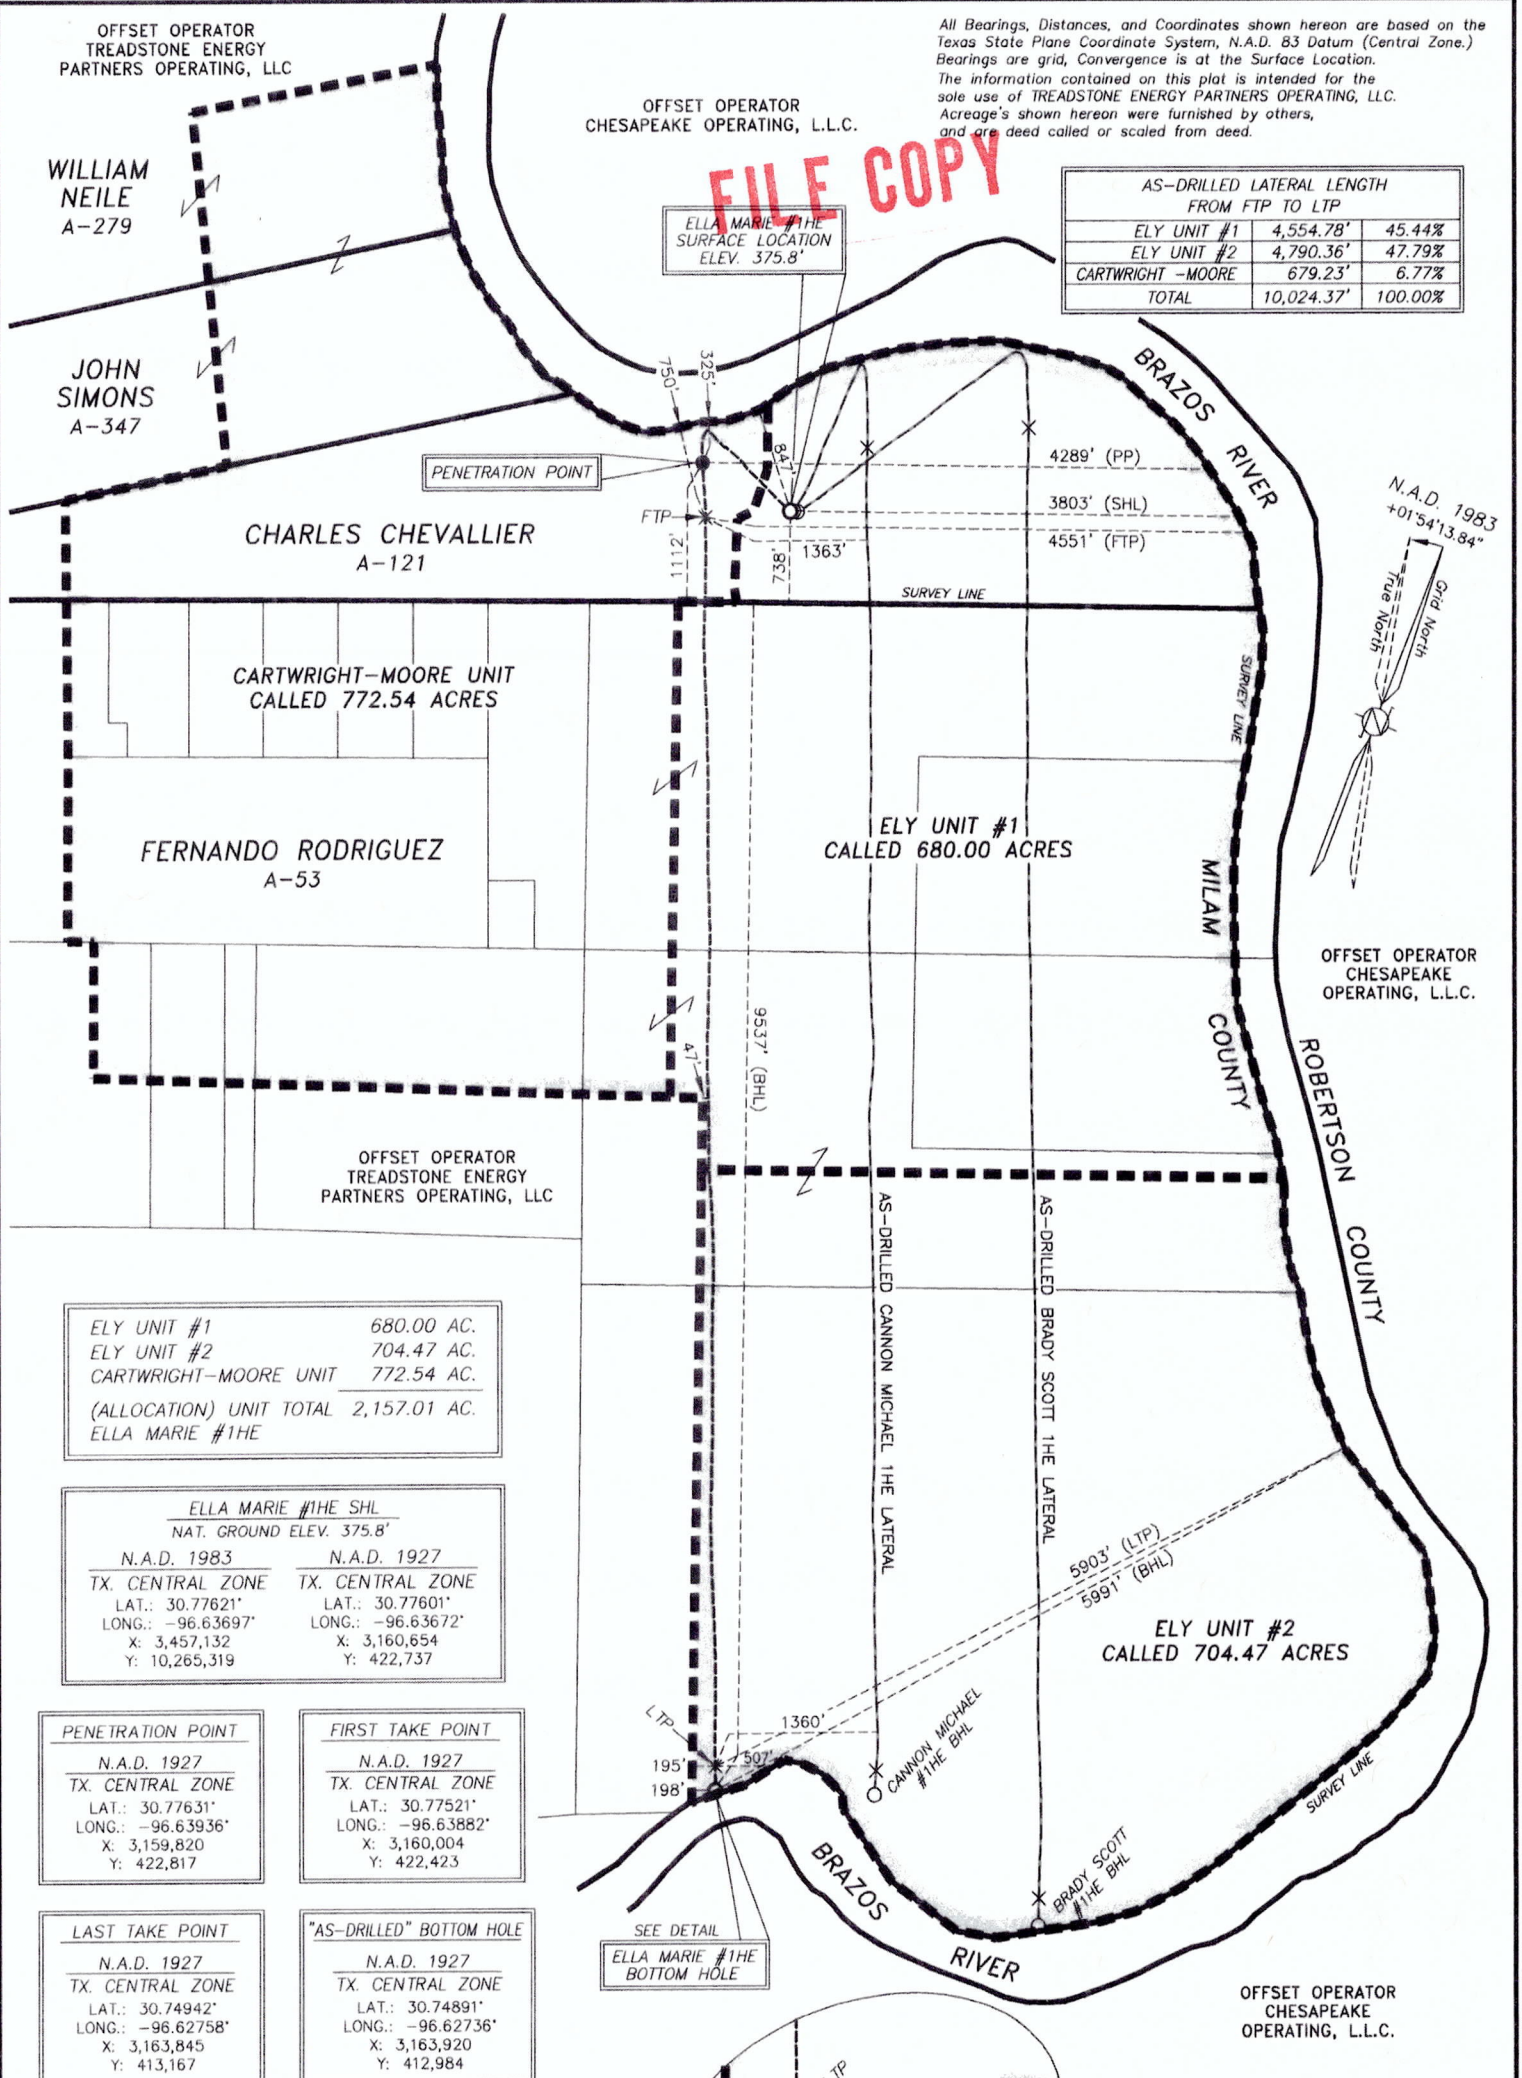 OFFSET OPERATOR
TREADSTONE ENERGY
PARTNERS OPERATING, LLC
All Bearings, Distances, and Coordinates shown hereon are based on the
Texas State Plane Coordinate System, N.A.D. 83 Datum (Central Zone.)
Bearings are grid, Convergence is at the Surface Location.
The information contained on this plat is intended for the
sole use of TREADSTONE ENERGY PARTNERS OPERATING, LLC.
Acreage's shown hereon were furnished by others,
and are deed called or scaled from deed.
OFFSET OPERATOR
CHESAPEAKE OPERATING, L.L.C.
FILE COPY
WILLIAM
NEILE
A-279
ELLA MARIE #1HE
SURFACE LOCATION
ELEV. 375.8'
AS-DRILLED LATERAL LENGTH
FROM FTP TO LTP
ELY UNIT #1 4,554.78' 45.44%
ELY UNIT #2 4,790.36' 47.79%
CARTWRIGHT -MOORE 679.23' 6.77%
TOTAL 10,024.37' 100.00%
JOHN
SIMONS
A-347
750'
325'
BRAZOS RIVER
PENETRATION POINT
847'
4289' (PP)
3803' (SHL)
4551' (FTP)
FTP
1112'
738'
1363'
N.A.D. 1983
+01°54'13.84"
True North
Grid North
CHARLES CHEVALLIER
A-121
SURVEY LINE
SURVEY LINE
CARTWRIGHT-MOORE UNIT
CALLED 772.54 ACRES
ELY UNIT #1
CALLED 680.00 ACRES
FERNANDO RODRIGUEZ
A-53
MILAM COUNTY
OFFSET OPERATOR
CHESAPEAKE
OPERATING, L.L.C.
47'
9537' (BHL)
ROBERTSON COUNTY
OFFSET OPERATOR
TREADSTONE ENERGY
PARTNERS OPERATING, LLC
AS-DRILLED CANNON MICHAEL 1HE LATERAL
AS-DRILLED BRADY SCOTT 1HE LATERAL
ELY UNIT #1 680.00 AC.
ELY UNIT #2 704.47 AC.
CARTWRIGHT-MOORE UNIT 772.54 AC.
(ALLOCATION) UNIT TOTAL 2,157.01 AC.
ELLA MARIE #1HE
ELLA MARIE #1HE SHL
NAT. GROUND ELEV. 375.8'
N.A.D. 1983 N.A.D. 1927
TX. CENTRAL ZONE TX. CENTRAL ZONE
LAT.: 30.77621° LAT.: 30.77601°
LONG.: -96.63697° LONG.: -96.63672°
X: 3,457,132 X: 3,160,654
Y: 10,265,319 Y: 422,737
5903' (LTP)
5991' (BHL)
ELY UNIT #2
CALLED 704.47 ACRES
LTP
1360'
507'
195'
198'
CANNON MICHAEL
#1HE BHL
SURVEY LINE
BRADY SCOTT
#1HE BHL
BRAZOS RIVER
PENETRATION POINT
N.A.D. 1927
TX. CENTRAL ZONE
LAT.: 30.77631°
LONG.: -96.63936°
X: 3,159,820
Y: 422,817
FIRST TAKE POINT
N.A.D. 1927
TX. CENTRAL ZONE
LAT.: 30.77521°
LONG.: -96.63882°
X: 3,160,004
Y: 422,423
LAST TAKE POINT
N.A.D. 1927
TX. CENTRAL ZONE
LAT.: 30.74942°
LONG.: -96.62758°
X: 3,163,845
Y: 413,167
"AS-DRILLED" BOTTOM HOLE
N.A.D. 1927
TX. CENTRAL ZONE
LAT.: 30.74891°
LONG.: -96.62736°
X: 3,163,920
Y: 412,984
SEE DETAIL
ELLA MARIE #1HE
BOTTOM HOLE
OFFSET OPERATOR
CHESAPEAKE
OPERATING, L.L.C.